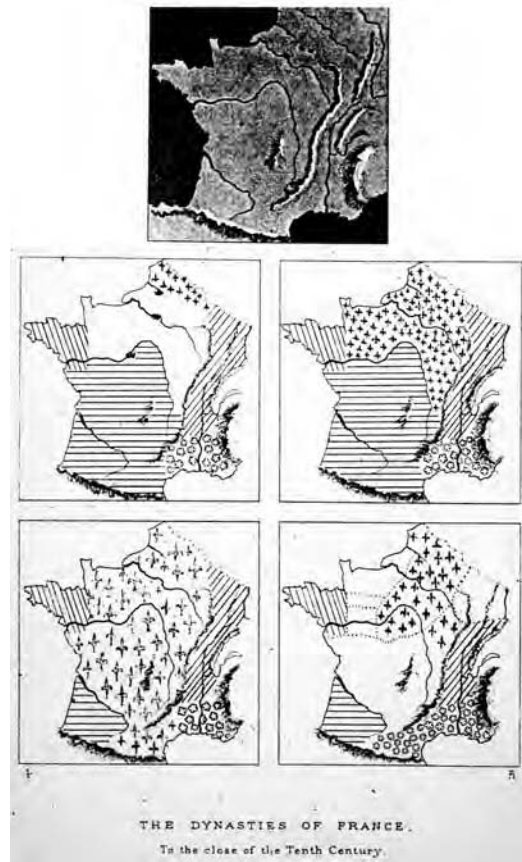 THE DYNASTIES OF FRANCE.
To the close of the Tenth Century.